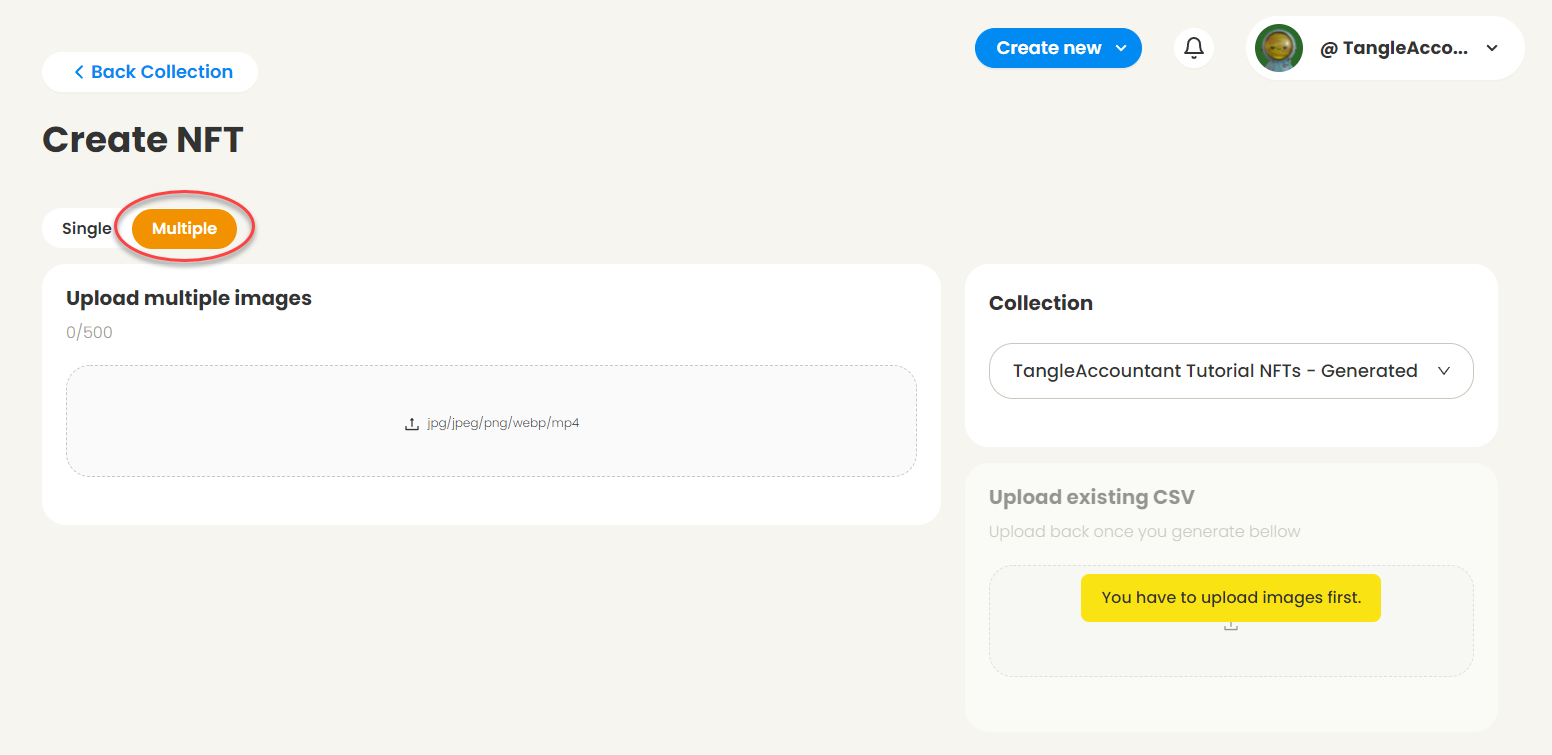 Back Collection
Create new
@ TangleAcco...
Create NFT
Single
Multiple
Upload multiple images
0/500
jpg/jpeg/png/webp/mp4
Collection
TangleAccountant Tutorial NFTs - Generated
Upload existing CSV
Upload back once you generate bellow
You have to upload images first.